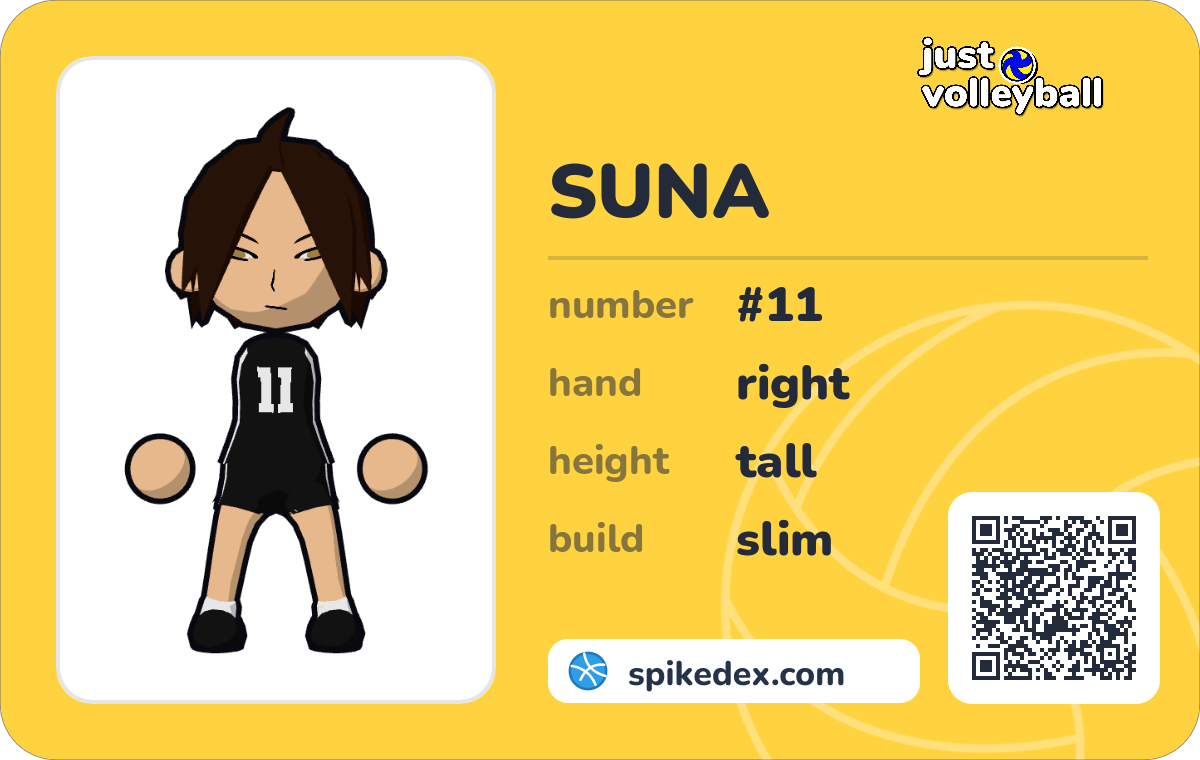 just
volleyball
SUNA
number #11
hand right
height tall
build slim
11
spikedex.com